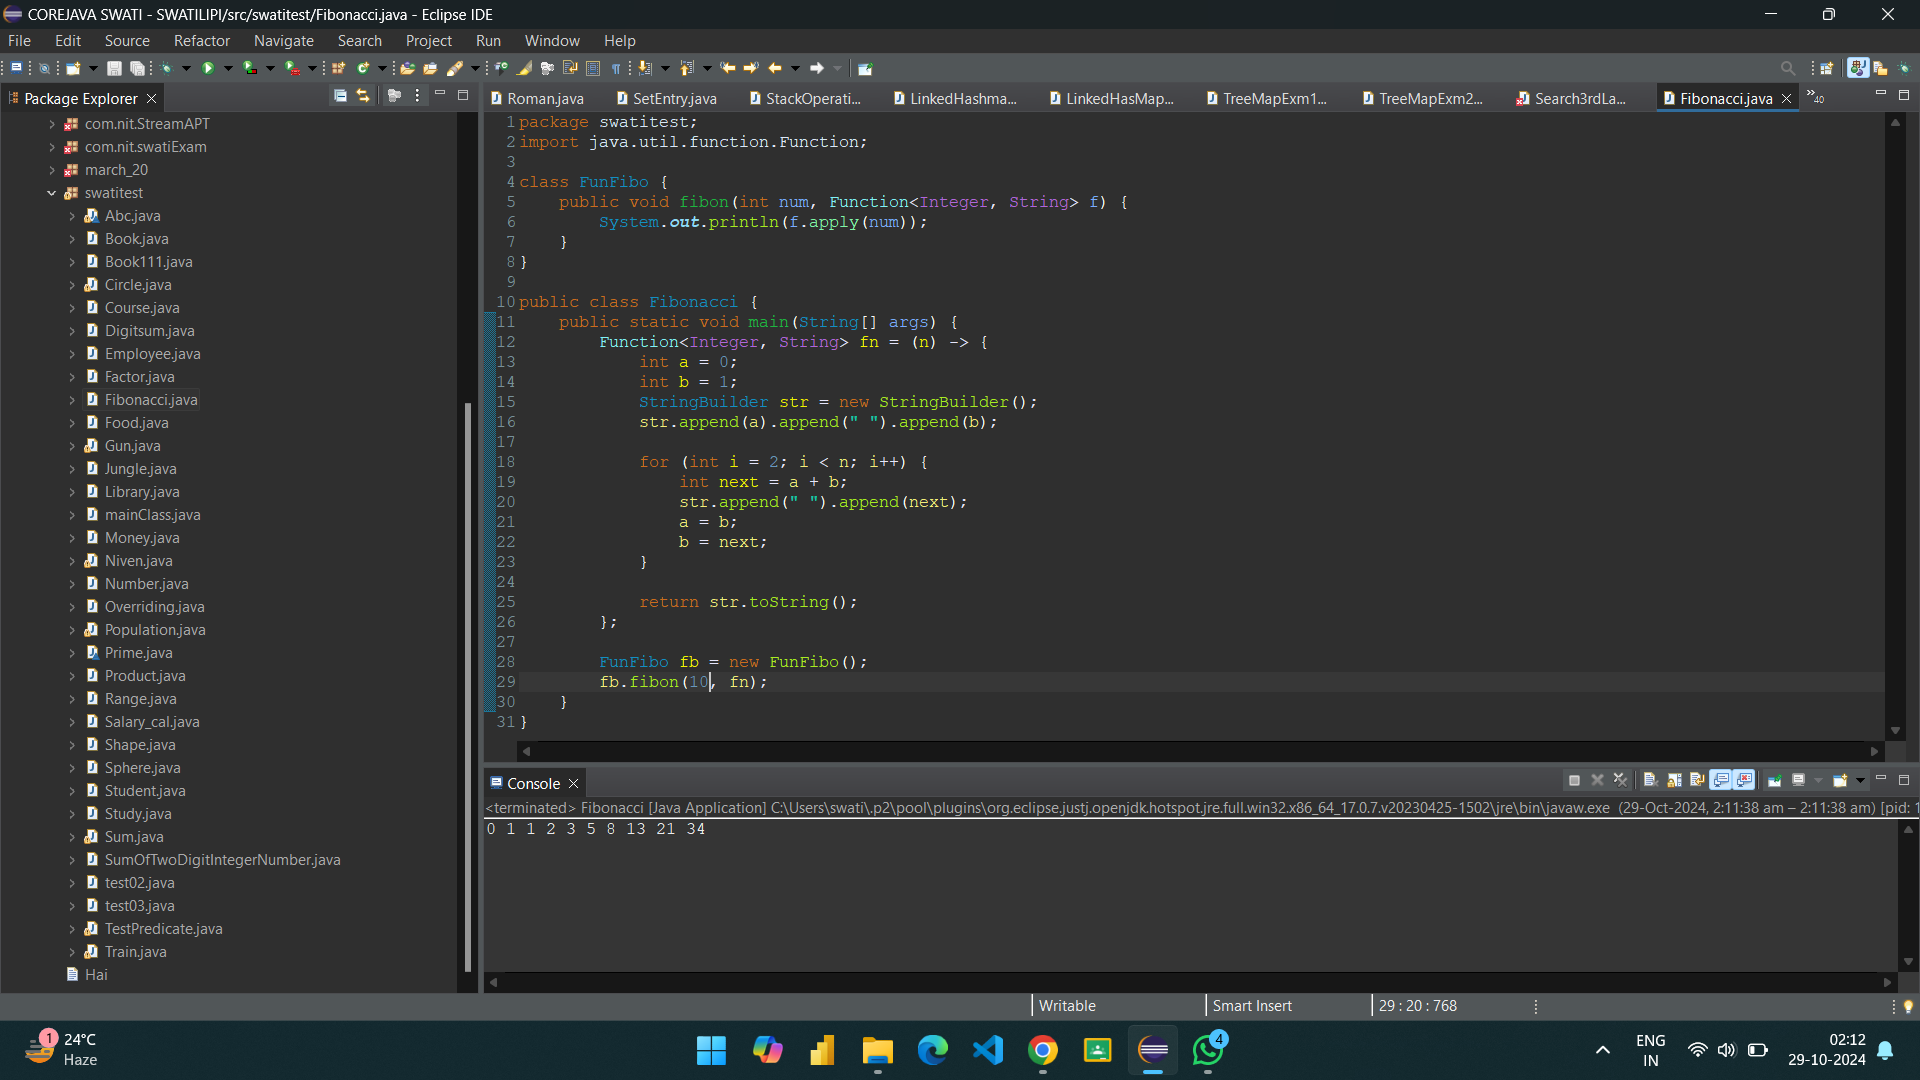 COREJAVA SWATI - SWATILIPI/src/swatitest/Fibonacci.java - Eclipse IDE
File Edit Source Refactor Navigate Search Project Run Window Help
Package Explorer
com.nit.StreamAPT
com.nit.swatiExam
march_20
swatitest
Abc.java
Book.java
Book111.java
Circle.java
Course.java
Digitsum.java
Employee.java
Factor.java
Fibonacci.java
Food.java
Gun.java
Jungle.java
Library.java
mainClass.java
Money.java
Niven.java
Number.java
Overriding.java
Population.java
Prime.java
Product.java
Range.java
Salary_cal.java
Shape.java
Sphere.java
Student.java
Study.java
Sum.java
SumOfTwoDigitIntegerNumber.java
test02.java
test03.java
TestPredicate.java
Train.java
Hai
Roman.java SetEntry.java StackOperati... LinkedHashma... LinkedHasMap... TreeMapExm1... TreeMapExm2... Search3rdLa... Fibonacci.java »40
1 package swatitest;
2 import java.util.function.Function;
3
4 class FunFibo {
5     public void fibon(int num, Function<Integer, String> f) {
6         System.out.println(f.apply(num));
7     }
8 }
9
10 public class Fibonacci {
11     public static void main(String[] args) {
12         Function<Integer, String> fn = (n) -> {
13             int a = 0;
14             int b = 1;
15             StringBuilder str = new StringBuilder();
16             str.append(a).append(" ").append(b);
17
18             for (int i = 2; i < n; i++) {
19                 int next = a + b;
20                 str.append(" ").append(next);
21                 a = b;
22                 b = next;
23             }
24
25             return str.toString();
26         };
27
28         FunFibo fb = new FunFibo();
29         fb.fibon(10, fn);
30     }
31 }
Console
<terminated> Fibonacci [Java Application] C:\Users\swati\.p2\pool\plugins\org.eclipse.justj.openjdk.hotspot.jre.full.win32.x86_64_17.0.7.v20230425-1502\jre\bin\javaw.exe (29-Oct-2024, 2:11:38 am – 2:11:38 am) [pid: 1
0 1 1 2 3 5 8 13 21 34
Writable Smart Insert 29 : 20 : 768
1
24°C
Haze
4
ENG
IN
02:12
29-10-2024